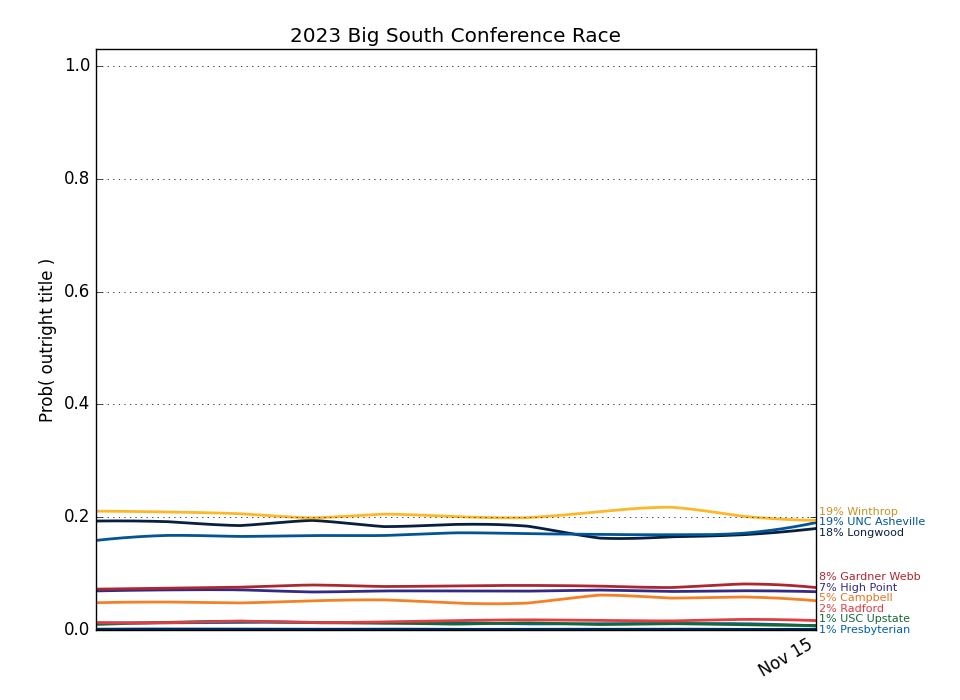 2023 Big South Conference Race
1.0
0.8
0.6
0.4
0.2
0.0
Prob( outright title )
19% Winthrop
19% UNC Asheville
18% Longwood
8% Gardner Webb
7% High Point
5% Campbell
2% Radford
1% USC Upstate
1% Presbyterian
Nov 15